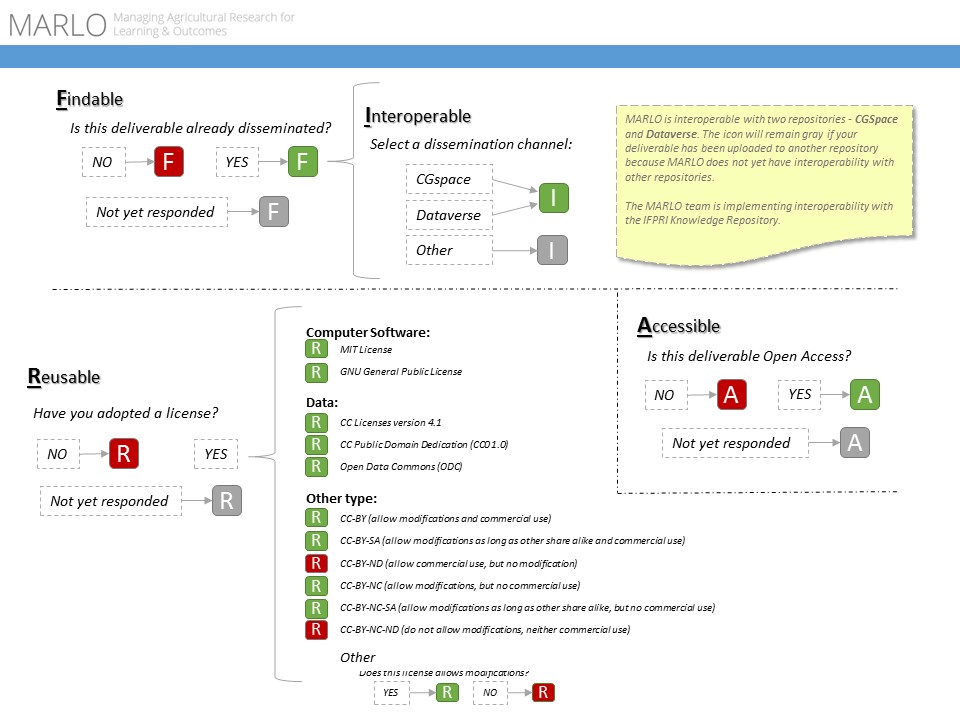 MARLO Managing Agricultural Research for
Learning & Outcomes
Findable
Is this deliverable already disseminated?
NO F YES F
Not yet responded F
Interoperable
Select a dissemination channel:
CGspace
I
Dataverse
Other I
MARLO is interoperable with two repositories - CGSpace
and Dataverse. The icon will remain gray if your
deliverable has been uploaded to another repository
because MARLO does not yet have interoperability with
other repositories.
The MARLO team is implementing interoperability with
the IFPRI Knowledge Repository.
Reusable
Have you adopted a license?
NO R YES
Not yet responded R
Computer Software:
R MIT License
R GNU General Public License
Data:
R CC Licenses version 4.1
R CC Public Domain Dedication (CC01.0)
R Open Data Commons (ODC)
Other type:
R CC-BY (allow modifications and commercial use)
R CC-BY-SA (allow modifications as long as other share alike and commercial use)
R CC-BY-ND (allow commercial use, but no modification)
R CC-BY-NC (allow modifications, but no commercial use)
R CC-BY-NC-SA (allow modifications as long as other share alike, but no commercial use)
R CC-BY-NC-ND (do not allow modifications, neither commercial use)
Other
Does this license allows modifications?
YES R NO R
Accessible
Is this deliverable Open Access?
NO A YES A
Not yet responded A